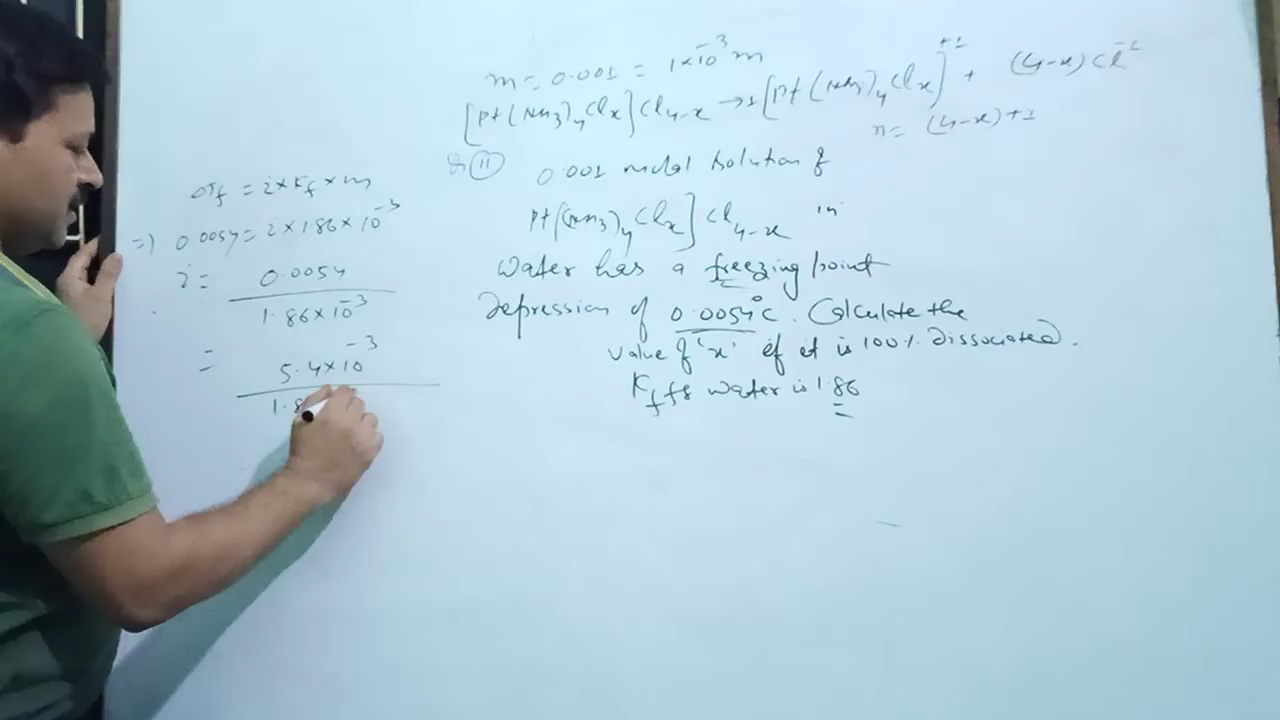 m = 0.001 = 1×10⁻³ m
[Pt(NH3)4Clx]Cl4-x → 1[Pt(NH3)4Clx]⁺¹ + (4-x)Cl⁻¹
n = (4-x)+1
11 0.001 molal solution of
Pt(NH3)4Clx]Cl4-x in
Water has a freezing point
Depression of 0.0054°C. Calculate the
value of 'x' if it is 100% Dissociated.
Kf for water is 1.86
ΔTf = i × Kf × m
=) 0.0054 = i × 1.86 × 10⁻³
i = 0.0054
1.86×10⁻³
= 5.4×10⁻³
1.8